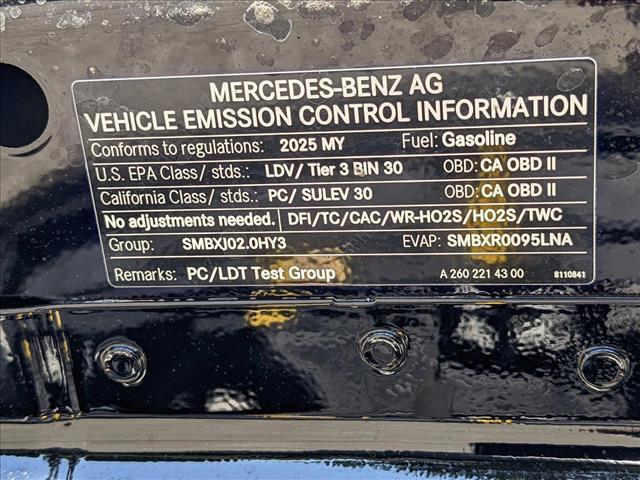 MERCEDES-BENZ AG
VEHICLE EMISSION CONTROL INFORMATION
Conforms to regulations: 2025 MY Fuel: Gasoline
U.S. EPA Class/ stds.: LDV/ Tier 3 BIN 30 OBD: CA OBD II
California Class/ stds.: PC/ SULEV 30 OBD: CA OBD II
No adjustments needed. DFI/TC/CAC/WR-HO2S/HO2S/TWC
Group: SMBXJ02.0HY3 EVAP: SMBXR0095LNA
Remarks: PC/LDT Test Group A 260 221 43 00 8110841